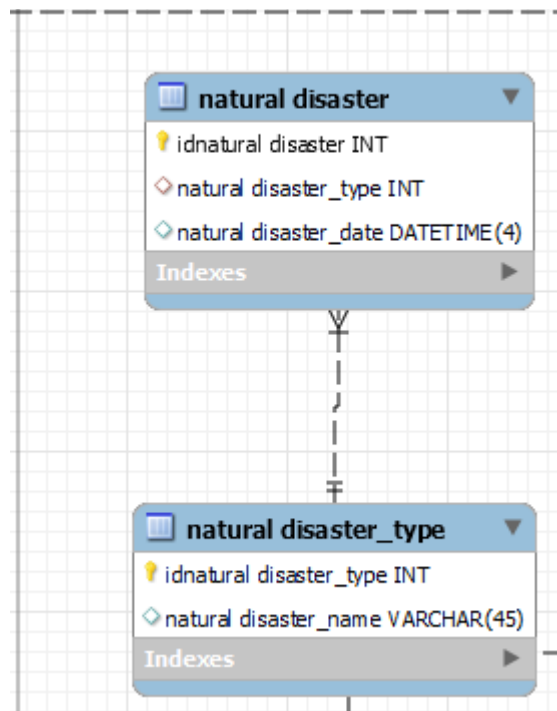 natural disaster
idnatural disaster INT
natural disaster_type INT
natural disaster_date DATETIME(4)
Indexes
natural disaster_type
idnatural disaster_type INT
natural disaster_name VARCHAR(45)
Indexes